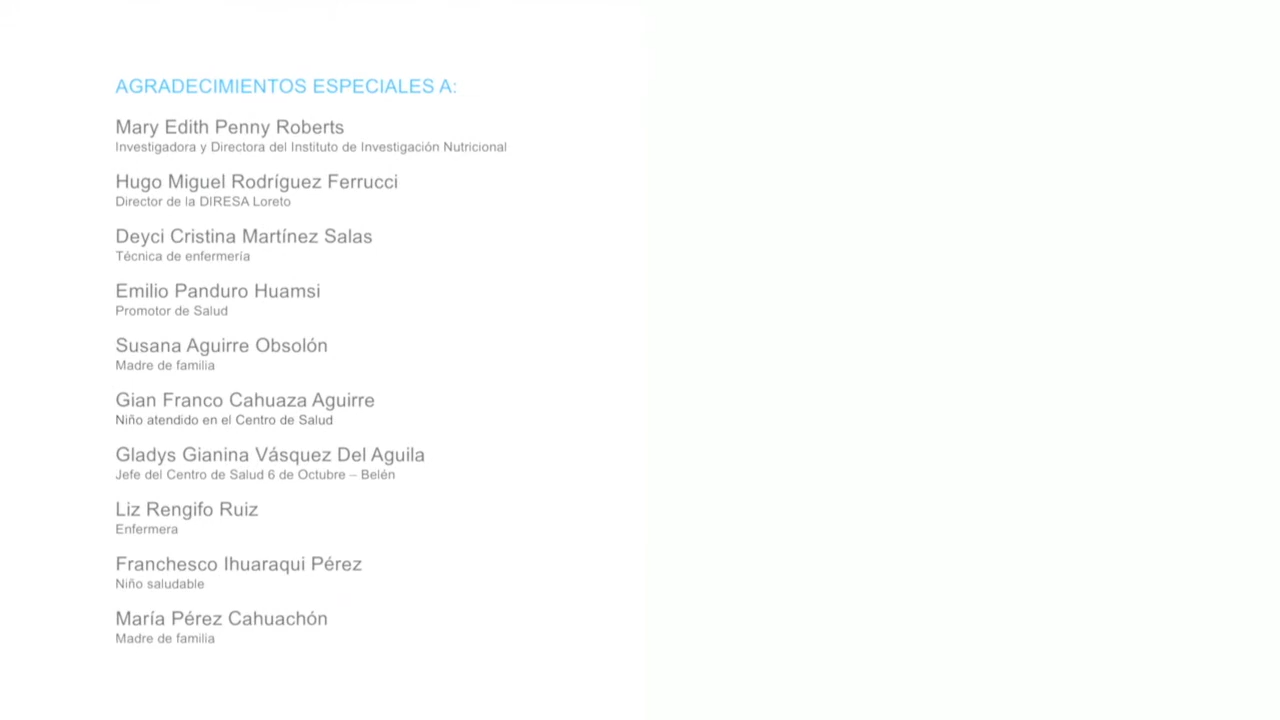 AGRADECIMIENTOS ESPECIALES A:
Mary Edith Penny Roberts
Investigadora y Directora del Instituto de Investigación Nutricional
Hugo Miguel Rodríguez Ferrucci
Director de la DIRESA Loreto
Deyci Cristina Martínez Salas
Técnica de enfermería
Emilio Panduro Huamsi
Promotor de Salud
Susana Aguirre Obsolón
Madre de familia
Gian Franco Cahuaza Aguirre
Niño atendido en el Centro de Salud
Gladys Gianina Vásquez Del Aguila
Jefe del Centro de Salud 6 de Octubre – Belén
Liz Rengifo Ruiz
Enfermera
Franchesco Ihuaraqui Pérez
Niño saludable
María Pérez Cahuachón
Madre de familia